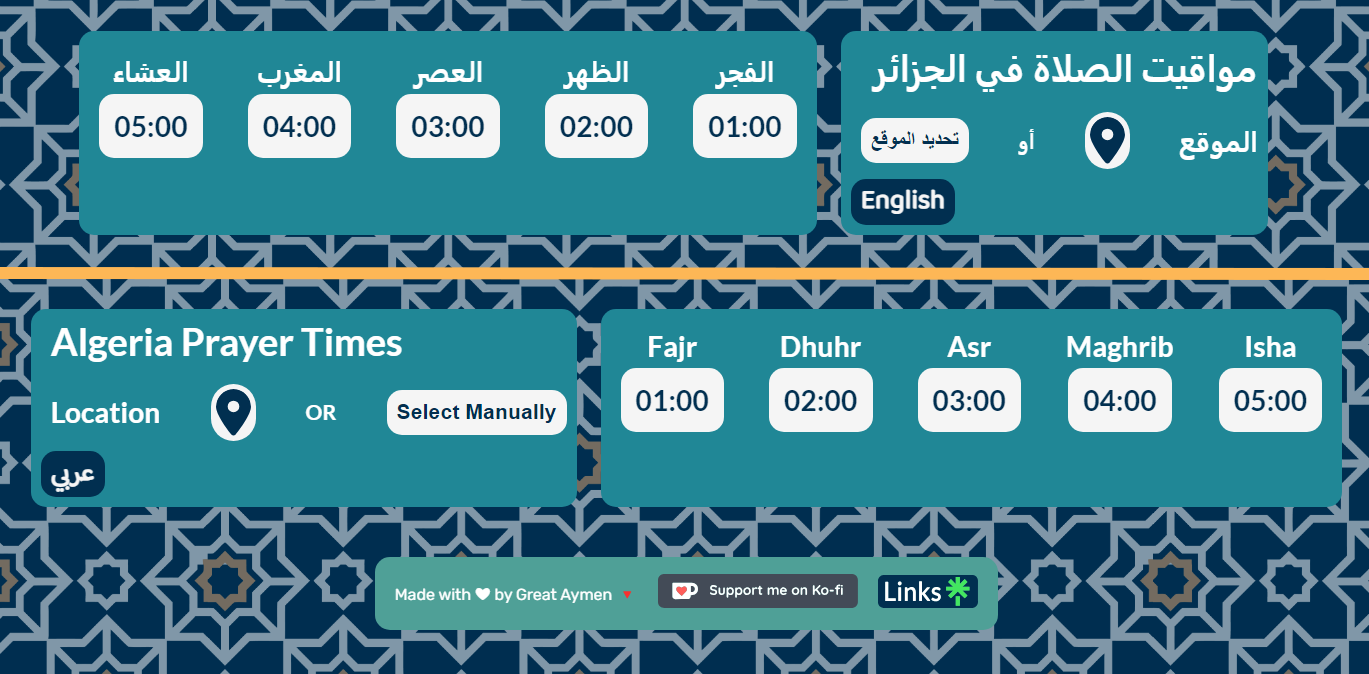 مواقيت الصلاة في الجزائر
الموقع أو تحديد الموقع
English
الفجر الظهر العصر المغرب العشاء
01:00 02:00 03:00 04:00 05:00
Algeria Prayer Times
Location OR Select Manually
عربي
Fajr Dhuhr Asr Maghrib Isha
01:00 02:00 03:00 04:00 05:00
Made with 🤍 by Great Aymen
Support me on Ko-fi
Links